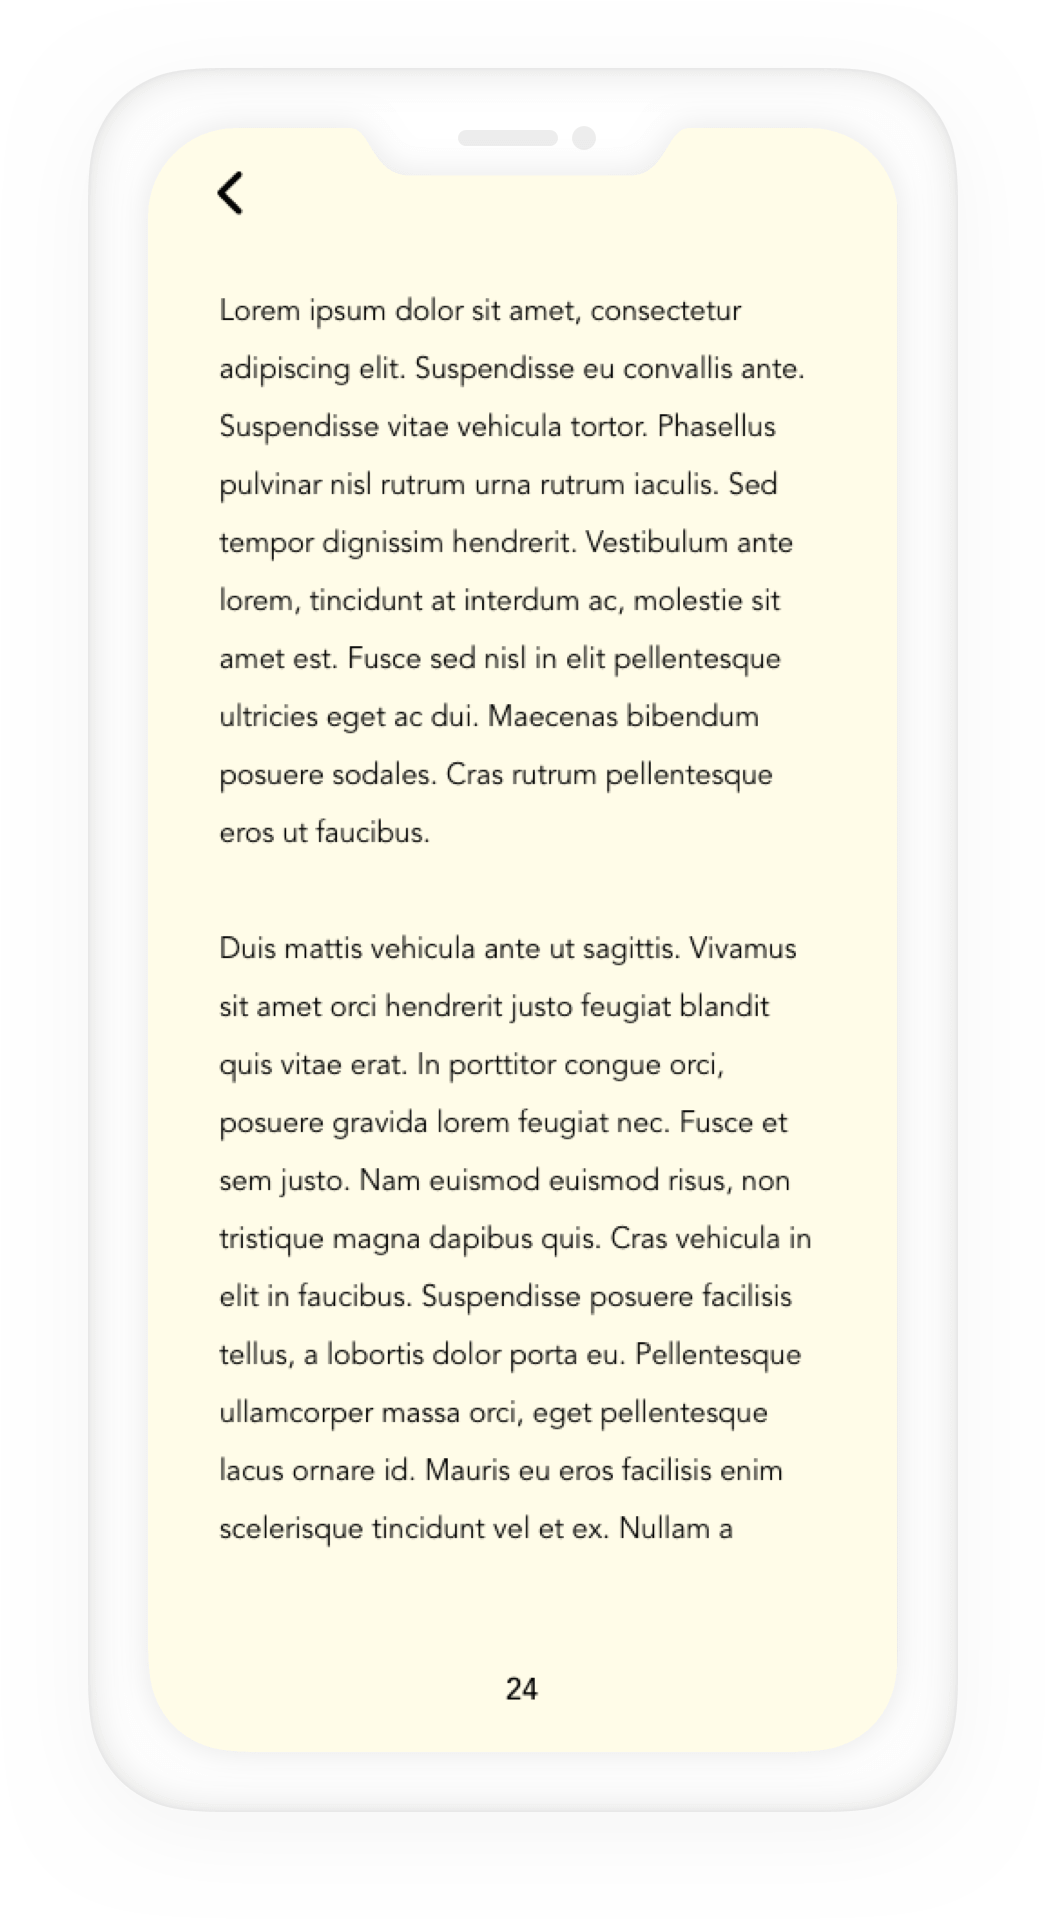 Lorem ipsum dolor sit amet, consectetur
adipiscing elit. Suspendisse eu convallis ante.
Suspendisse vitae vehicula tortor. Phasellus
pulvinar nisl rutrum urna rutrum iaculis. Sed
tempor dignissim hendrerit. Vestibulum ante
lorem, tincidunt at interdum ac, molestie sit
amet est. Fusce sed nisl in elit pellentesque
ultricies eget ac dui. Maecenas bibendum
posuere sodales. Cras rutrum pellentesque
eros ut faucibus.
Duis mattis vehicula ante ut sagittis. Vivamus
sit amet orci hendrerit justo feugiat blandit
quis vitae erat. In porttitor congue orci,
posuere gravida lorem feugiat nec. Fusce et
sem justo. Nam euismod euismod risus, non
tristique magna dapibus quis. Cras vehicula in
elit in faucibus. Suspendisse posuere facilisis
tellus, a lobortis dolor porta eu. Pellentesque
ullamcorper massa orci, eget pellentesque
lacus ornare id. Mauris eu eros facilisis enim
scelerisque tincidunt vel et ex. Nullam a
24